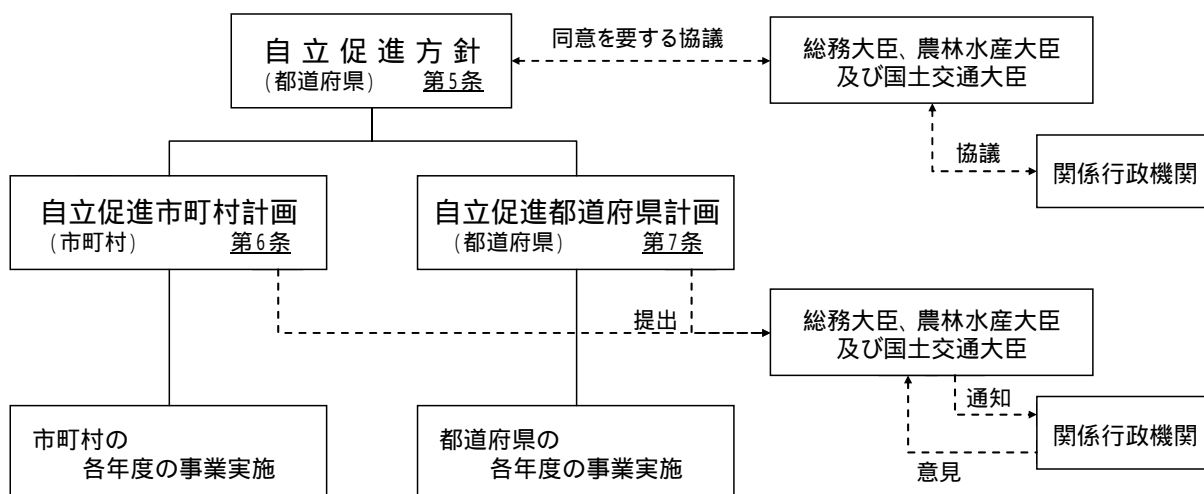 自立促進方針
(都道府県) 第5条
同意を要する協議
総務大臣、農林水産大臣
及び国土交通大臣
協議
関係行政機関
自立促進市町村計画
(市町村) 第6条
自立促進都道府県計画
(都道府県) 第7条
提出
総務大臣、農林水産大臣
及び国土交通大臣
通知
関係行政機関
意見
市町村の
各年度の事業実施
都道府県の
各年度の事業実施